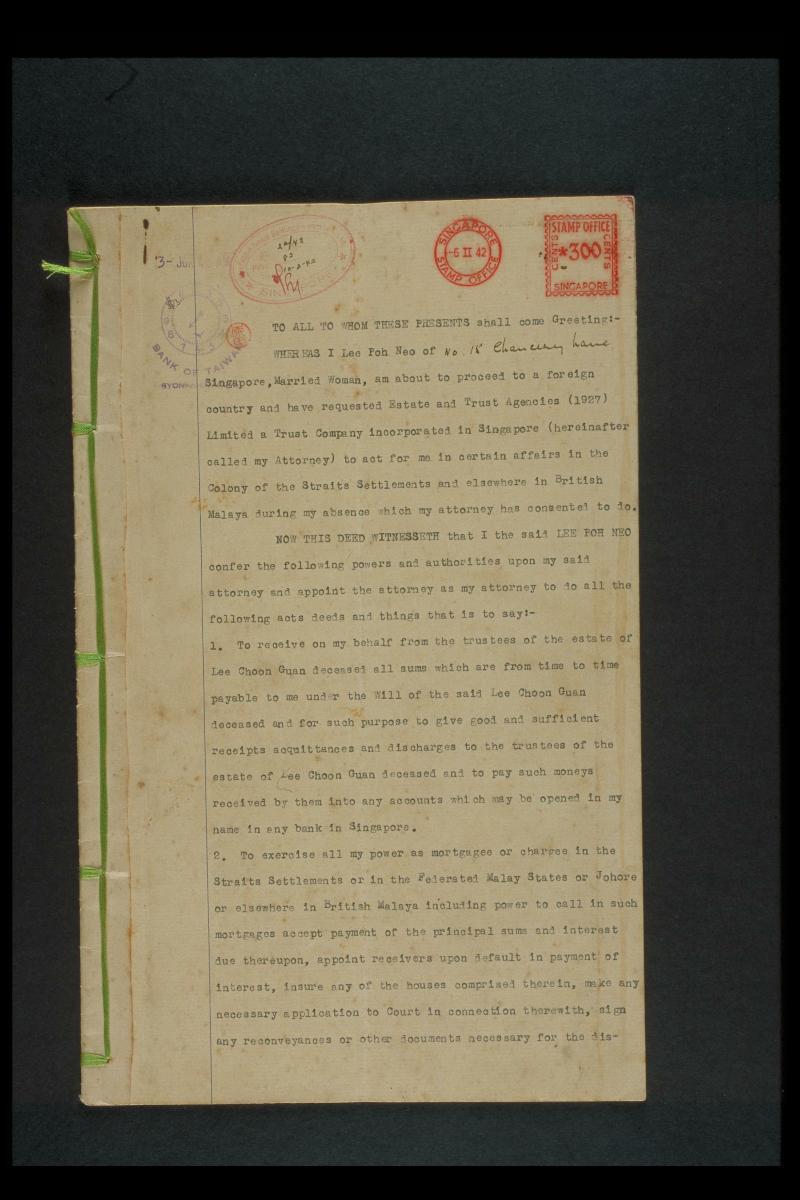 SINGAPORE
-6 II 42
STAMP OFFICE
STAMP OFFICE
CENTS *300 CENTS
SINGAPORE
3- Jun
BANK OF TAIWAN
SYON
TO ALL TO WHOM THESE PRESENTS shall come Greeting:-
WHEREAS I Lee Poh Neo of No. 18 Chancery Lane
Singapore, Married Woman, am about to proceed to a foreign
country and have requested Estate and Trust Agencies (1927)
Limited a Trust Company incorporated in Singapore (hereinafter
called my Attorney) to act for me in certain affairs in the
Colony of the Straits Settlements and elsewhere in British
Malaya during my absence which my attorney has consented to do.
NOW THIS DEED WITNESSETH that I the said LEE POH NEO
confer the following powers and authorities upon my said
attorney and appoint the attorney as my attorney to do all the
following acts deeds and things that is to say:-
1. To receive on my behalf from the trustees of the estate of
Lee Choon Guan deceased all sums which are from time to time
payable to me under the Will of the said Lee Choon Guan
deceased and for such purpose to give good and sufficient
receipts acquittances and discharges to the trustees of the
estate of Lee Choon Guan deceased and to pay such moneys
received by them into any accounts which may be opened in my
name in any bank in Singapore.
2. To exercise all my power as mortgagee or chargee in the
Straits Settlements or in the Federated Malay States or Johore
or elsewhere in British Malaya including power to call in such
mortgages accept payment of the principal sums and interest
due thereupon, appoint receivers upon default in payment of
interest, insure any of the houses comprised therein, make any
necessary application to Court in connection therewith, sign
any reconveyances or other documents necessary for the dis-